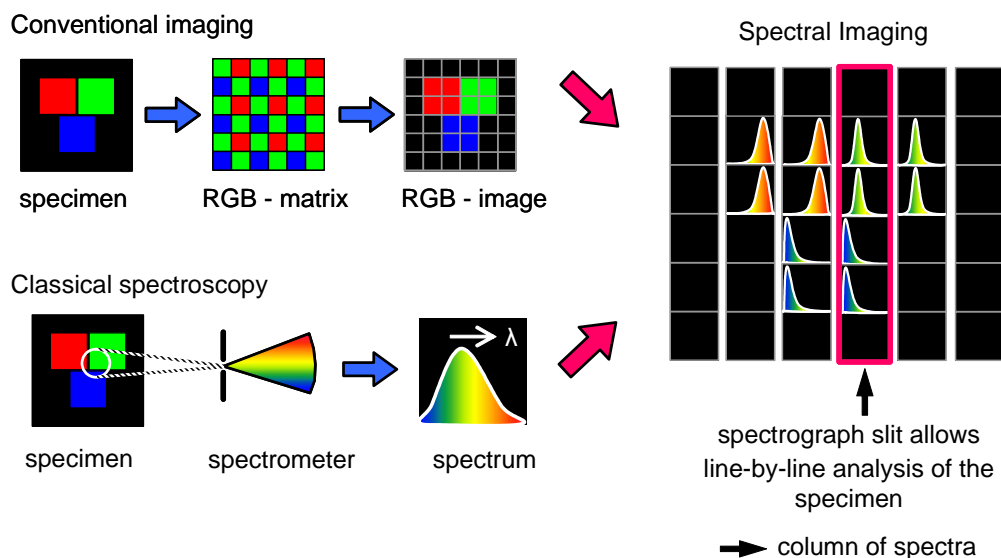 Conventional imaging
specimen
RGB - matrix
RGB - image
Classical spectroscopy
λ
specimen
spectrometer
spectrum
Spectral Imaging
spectrograph slit allows
line-by-line analysis of the
specimen
column of spectra